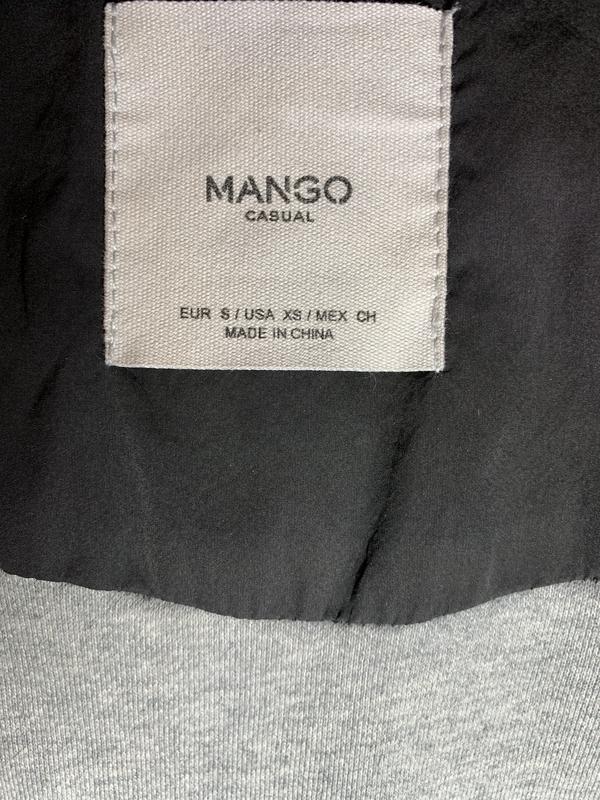 MANGO
CASUAL
EUR S / USA XS / MEX CH
MADE IN CHINA